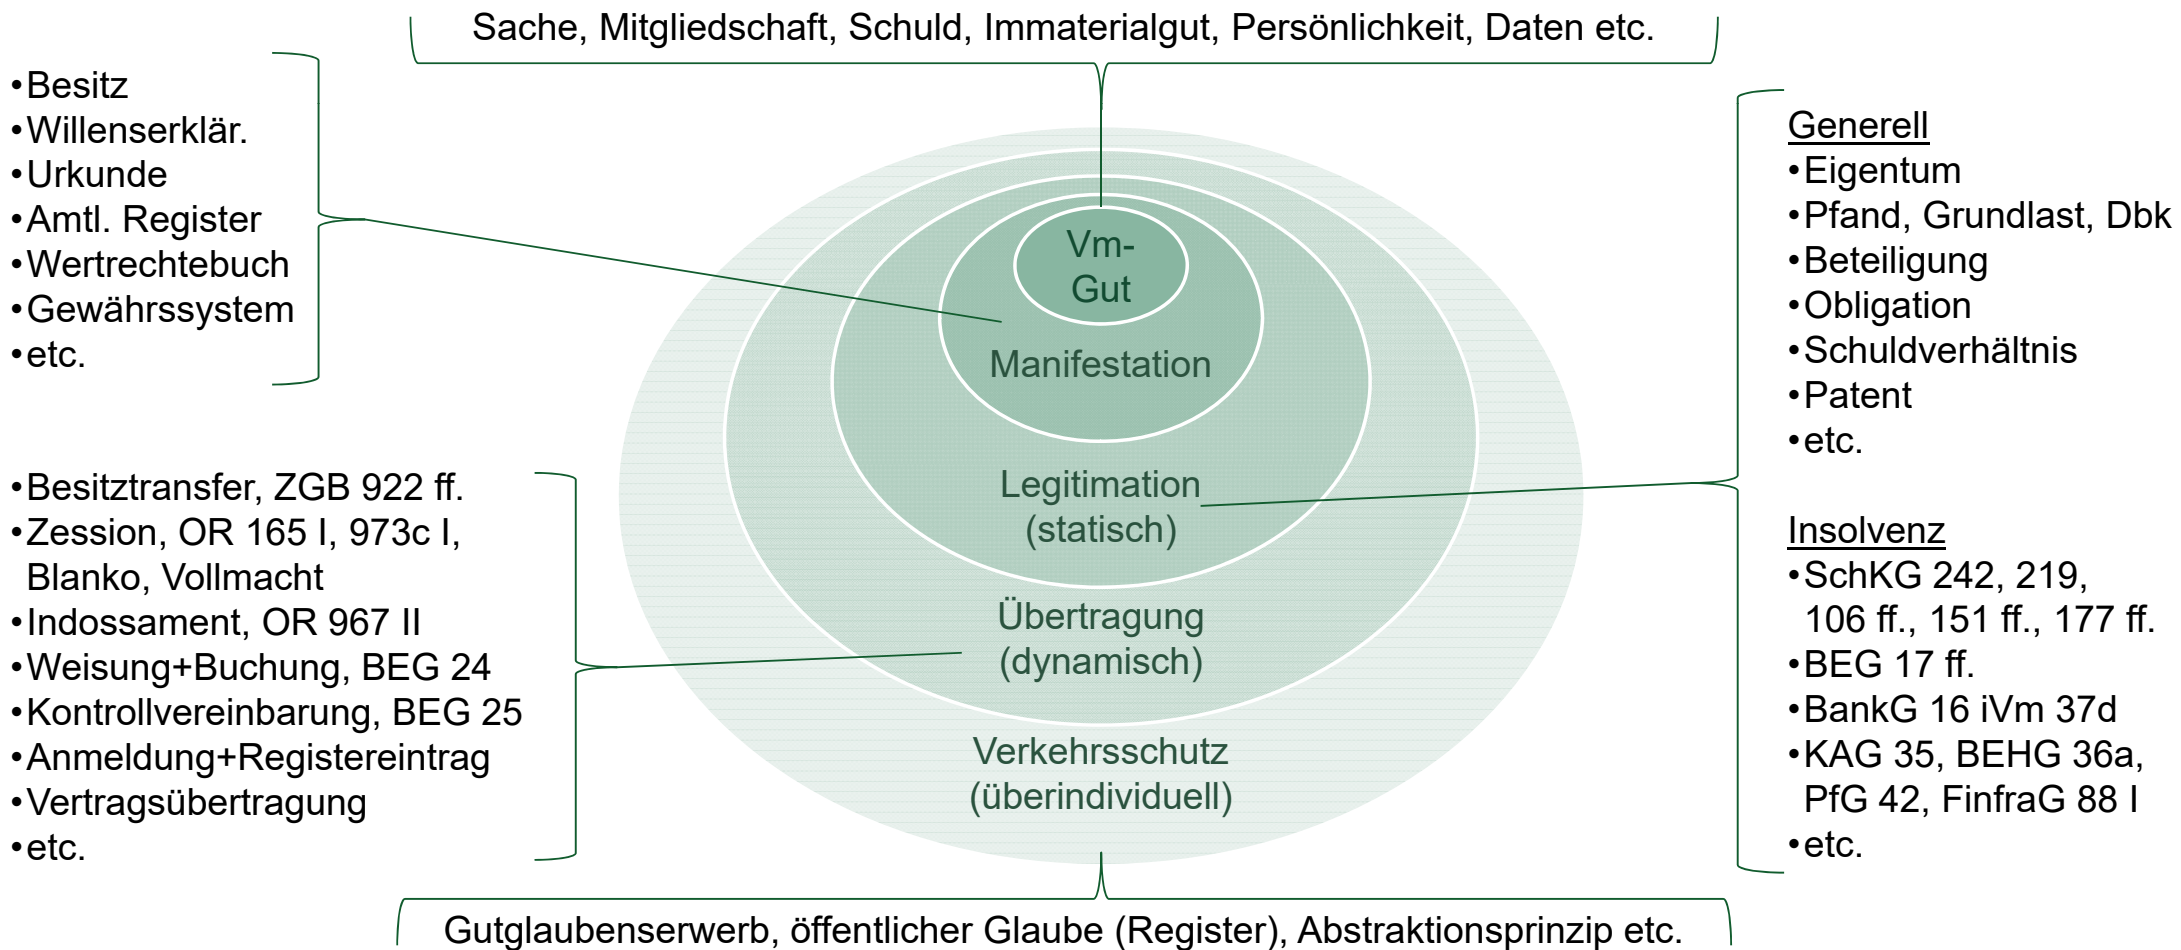 Sache, Mitgliedschaft, Schuld, Immaterialgut, Persönlichkeit, Daten etc.
•Besitz
•Willenserklär.
•Urkunde
•Amtl. Register
•Wertrechtebuch
•Gewährssystem
•etc.
•Besitztransfer, ZGB 922 ff.
•Zession, OR 165 I, 973c I,
Blanko, Vollmacht
•Indossament, OR 967 II
•Weisung+Buchung, BEG 24
•Kontrollvereinbarung, BEG 25
•Anmeldung+Registereintrag
•Vertragsübertragung
•etc.
Vm-
Gut
Manifestation
Legitimation
(statisch)
Übertragung
(dynamisch)
Verkehrsschutz
(überindividuell)
Generell
•Eigentum
•Pfand, Grundlast, Dbk
•Beteiligung
•Obligation
•Schuldverhältnis
•Patent
•etc.
Insolvenz
•SchKG 242, 219,
106 ff., 151 ff., 177 ff.
•BEG 17 ff.
•BankG 16 iVm 37d
•KAG 35, BEHG 36a,
PfG 42, FinfraG 88 I
•etc.
Gutglaubenserwerb, öffentlicher Glaube (Register), Abstraktionsprinzip etc.